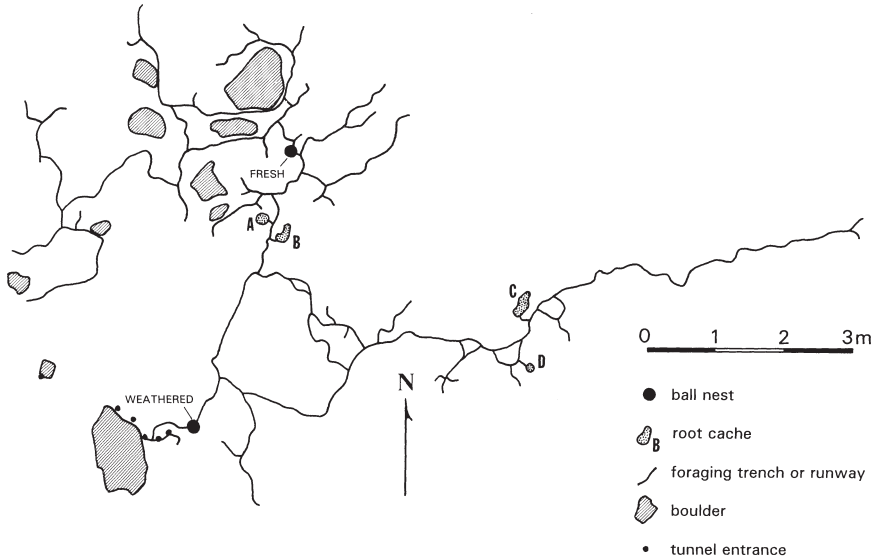 FRESH
A
B
C
D
0 1 2 3m
N
WEATHERED
ball nest
B root cache
foraging trench or runway
boulder
tunnel entrance